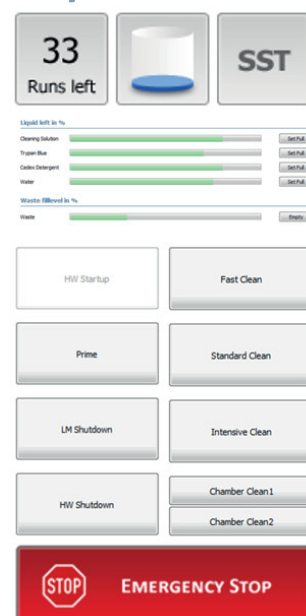 33
Runs left
SST
Liquid left in %
Cleaning Solution
Set Full
Trypan Blue
Set Full
Cedex Detergent
Set Full
Water
Set Full
Waste filllevel in %
Waste
Empty
HW Startup
Fast Clean
Prime
Standard Clean
LM Shutdown
Intensive Clean
HW Shutdown
Chamber Clean1
Chamber Clean2
STOP
EMERGENCY STOP